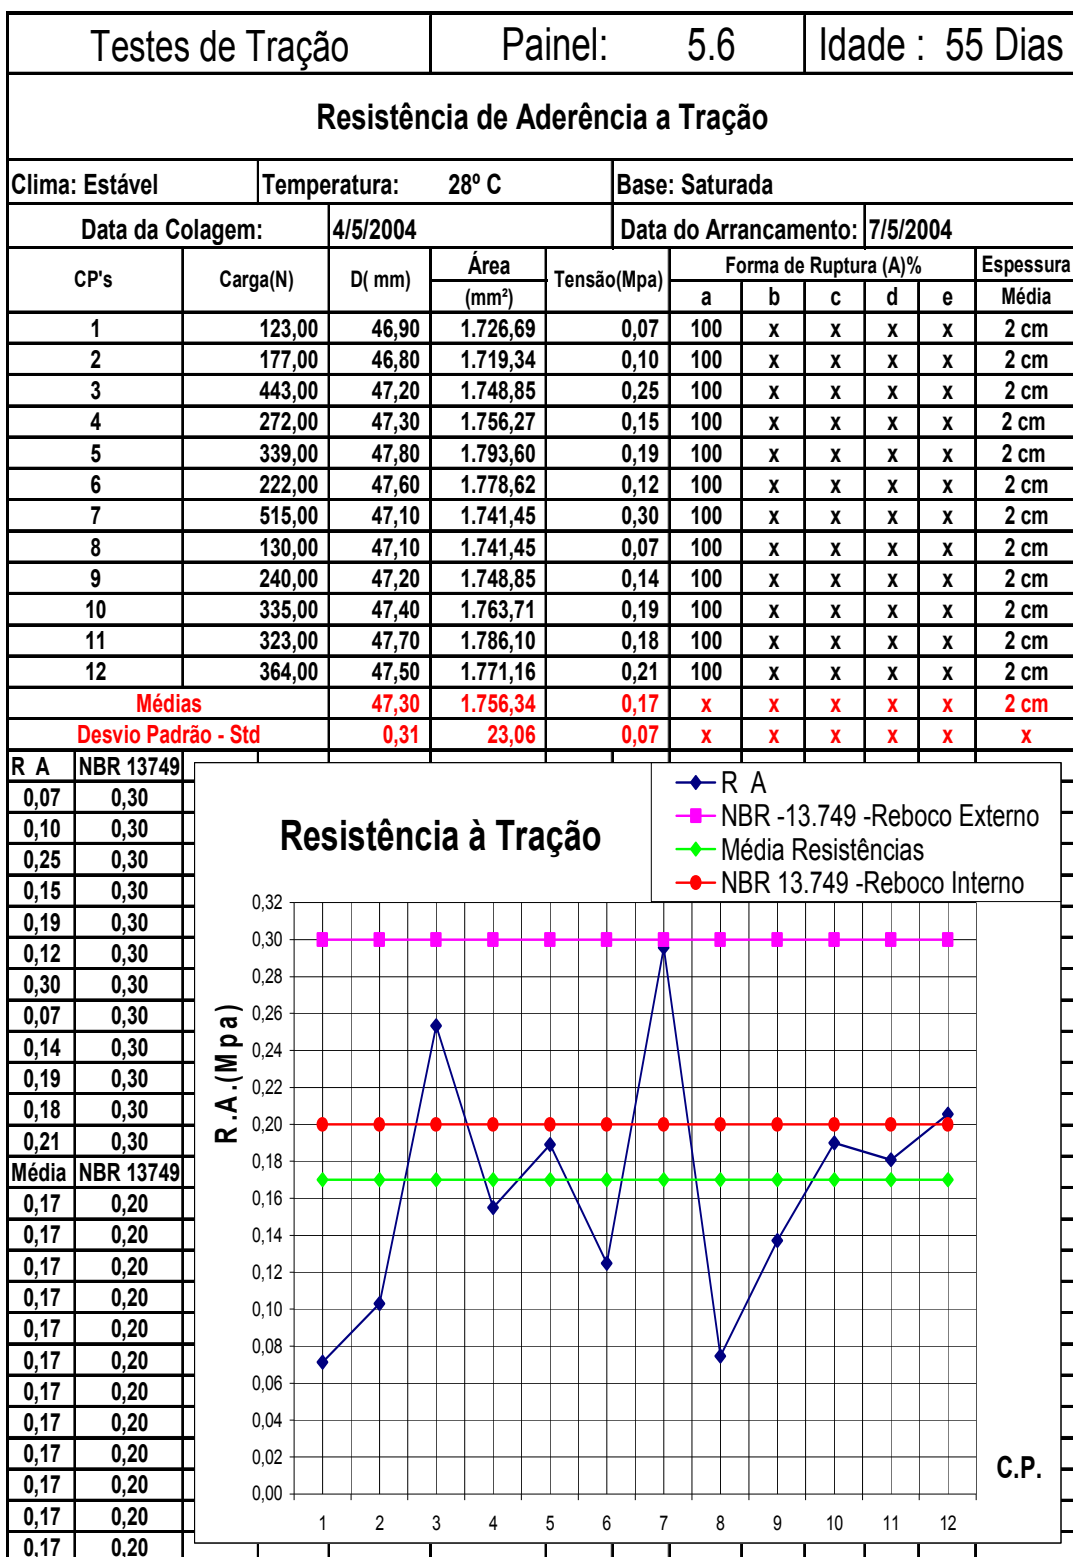 Testes de Tração Painel: 5.6 Idade : 55 Dias
Resistência de Aderência a Tração
Clima: Estável Temperatura: 28º C Base: Saturada
Data da Colagem: 4/5/2004 Data do Arrancamento: 7/5/2004
CP's Carga(N) D( mm) Área (mm²) Tensão(Mpa) Forma de Ruptura (A)% Espessura
a b c d e Média
1 123,00 46,90 1.726,69 0,07 100 x x x x 2 cm
2 177,00 46,80 1.719,34 0,10 100 x x x x 2 cm
3 443,00 47,20 1.748,85 0,25 100 x x x x 2 cm
4 272,00 47,30 1.756,27 0,15 100 x x x x 2 cm
5 339,00 47,80 1.793,60 0,19 100 x x x x 2 cm
6 222,00 47,60 1.778,62 0,12 100 x x x x 2 cm
7 515,00 47,10 1.741,45 0,30 100 x x x x 2 cm
8 130,00 47,10 1.741,45 0,07 100 x x x x 2 cm
9 240,00 47,20 1.748,85 0,14 100 x x x x 2 cm
10 335,00 47,40 1.763,71 0,19 100 x x x x 2 cm
11 323,00 47,70 1.786,10 0,18 100 x x x x 2 cm
12 364,00 47,50 1.771,16 0,21 100 x x x x 2 cm
Médias 47,30 1.756,34 0,17 x x x x x 2 cm
Desvio Padrão - Std 0,31 23,06 0,07 x x x x x x
R A NBR 13749
0,07 0,30
0,10 0,30
0,25 0,30
0,15 0,30
0,19 0,30
0,12 0,30
0,30 0,30
0,07 0,30
0,14 0,30
0,19 0,30
0,18 0,30
0,21 0,30
Média NBR 13749
0,17 0,20
0,17 0,20
0,17 0,20
0,17 0,20
0,17 0,20
0,17 0,20
0,17 0,20
0,17 0,20
0,17 0,20
0,17 0,20
0,17 0,20
0,17 0,20
Resistência à Tração
R A
NBR -13.749 -Reboco Externo
Média Resistências
NBR 13.749 -Reboco Interno
R.A.(Mpa)
0,32
0,30
0,28
0,26
0,24
0,22
0,20
0,18
0,16
0,14
0,12
0,10
0,08
0,06
0,04
0,02
0,00
1 2 3 4 5 6 7 8 9 10 11 12
C.P.